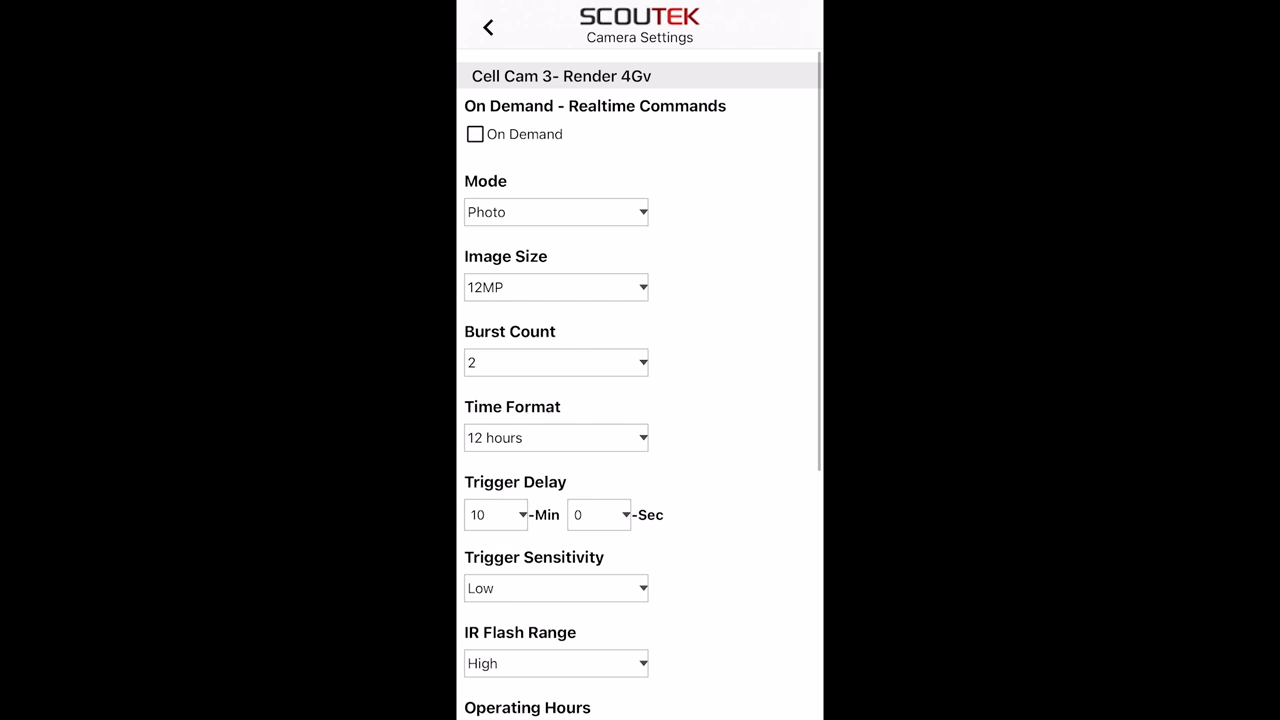 SCOUTEK
Camera Settings
Cell Cam 3- Render 4Gv
On Demand - Realtime Commands
On Demand
Mode
Photo
Image Size
12MP
Burst Count
2
Time Format
12 hours
Trigger Delay
10 -Min 0 -Sec
Trigger Sensitivity
Low
IR Flash Range
High
Operating Hours